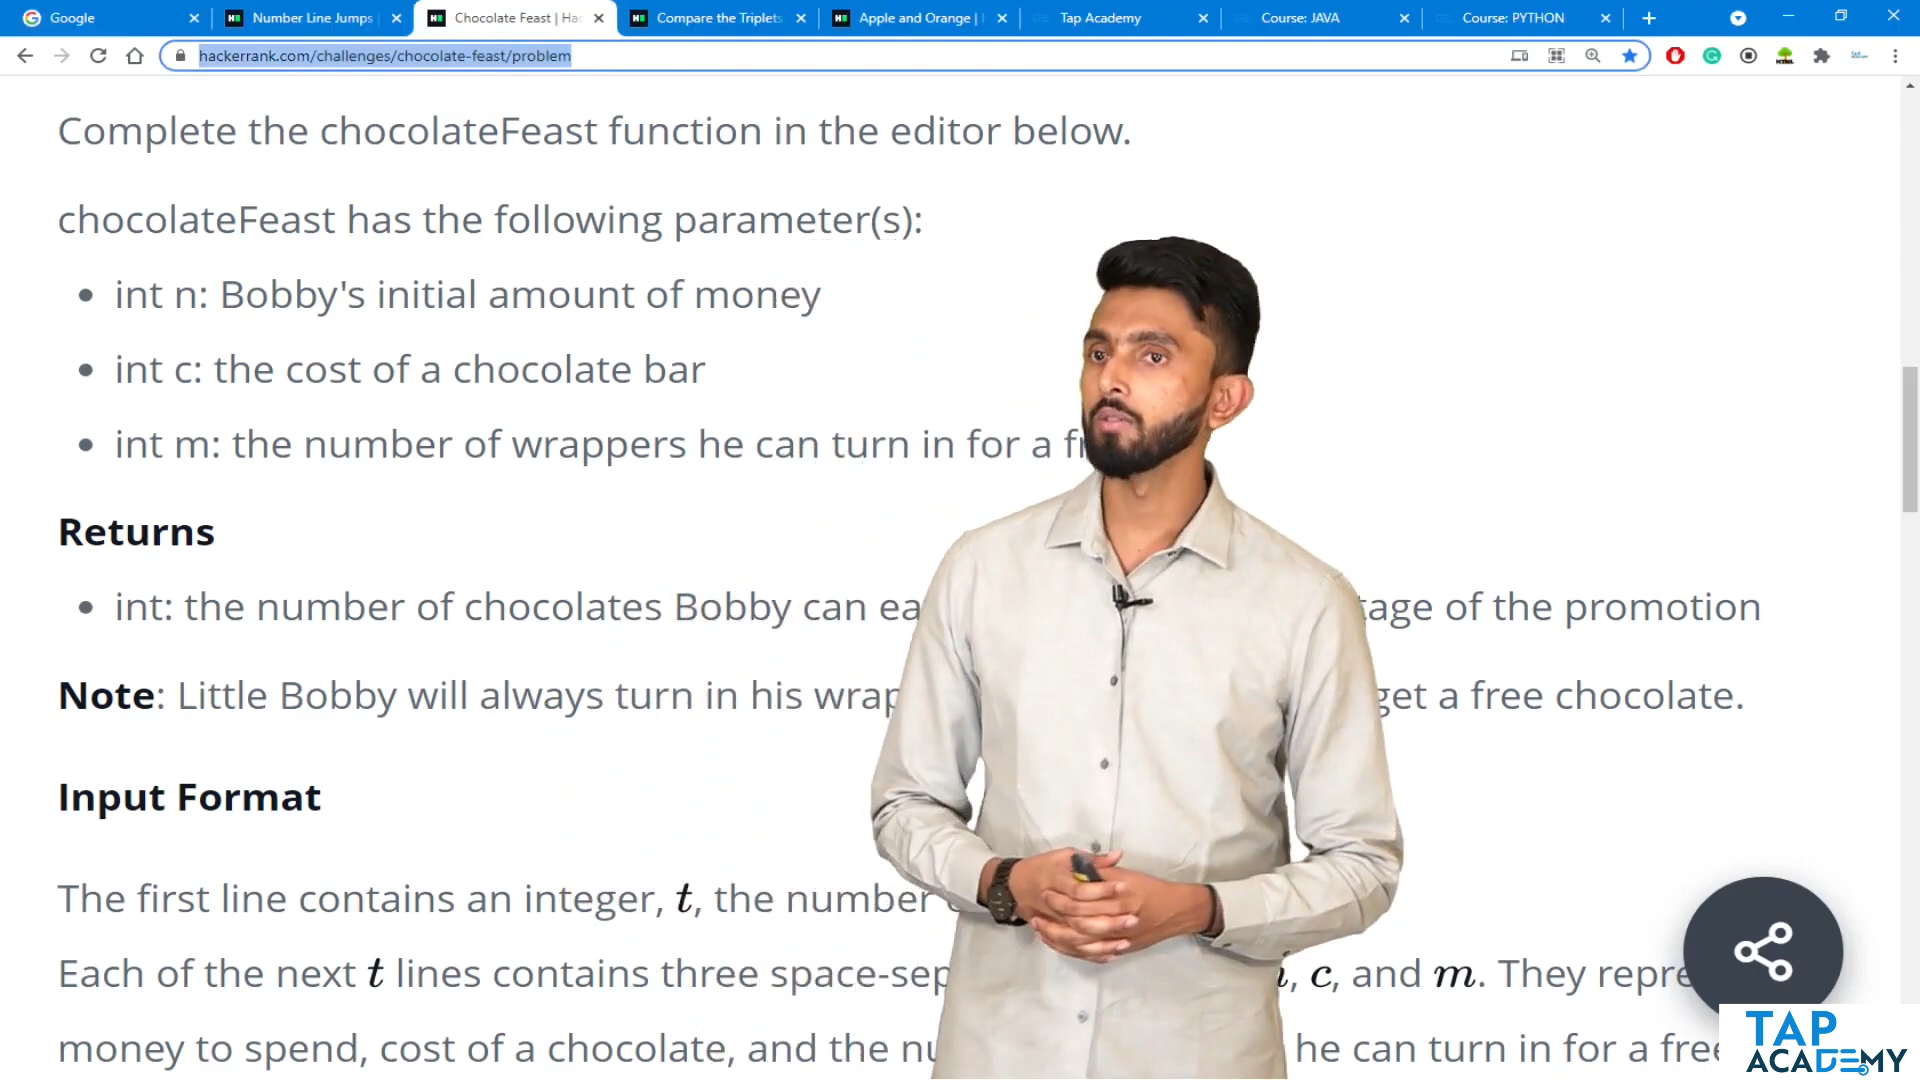 Google
Number Line Jumps
Chocolate Feast | Hac
Compare the Triplets
Apple and Orange |
Tap Academy
Course: JAVA
Course: PYTHON
hackerrank.com/challenges/chocolate-feast/problem
Complete the chocolateFeast function in the editor below.
chocolateFeast has the following parameter(s):
• int n: Bobby's initial amount of money
• int c: the cost of a chocolate bar
• int m: the number of wrappers he can turn in for a
Returns
• int: the number of chocolates Bobby can ea tage of the promotion
Note: Little Bobby will always turn in his wrap get a free chocolate.
Input Format
The first line contains an integer, t, the number
Each of the next t lines contains three space-sep , c, and m. They repre
money to spend, cost of a chocolate, and the nu he can turn in for a free
TAP
ACADEMY